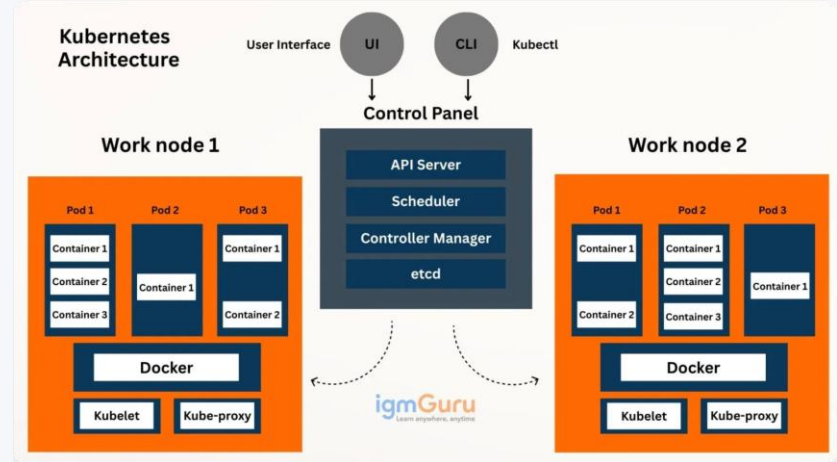 Kubernetes
Architecture
User Interface
UI
CLI
Kubectl
Control Panel
API Server
Scheduler
Controller Manager
etcd
Work node 1
Pod 1
Pod 2
Pod 3
Container 1
Container 2
Container 3
Container 1
Container 1
Container 2
Docker
Kubelet
Kube-proxy
Work node 2
Pod 1
Pod 2
Pod 3
Container 1
Container 2
Container 1
Container 2
Container 3
Container 1
Docker
Kubelet
Kube-proxy
igmGuru
Learn anywhere, anytime